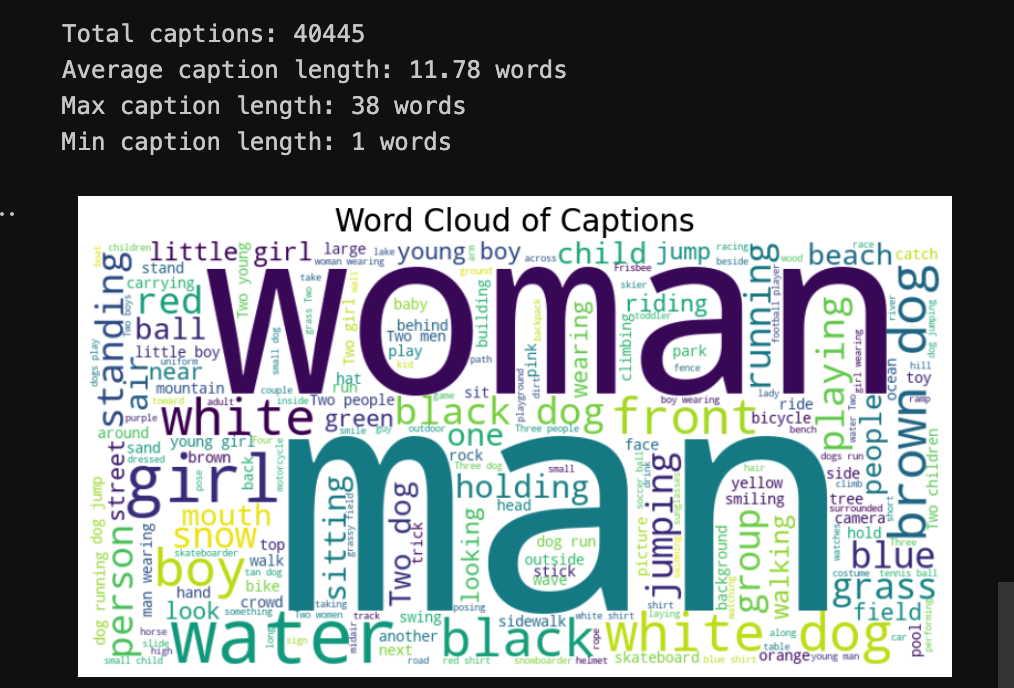 Total captions: 40445
Average caption length: 11.78 words
Max caption length: 38 words
Min caption length: 1 words
..
Word Cloud of Captions
boat
children
little girl
large
lake
young boy
arm
across
child
jump
racing
beside
running
wood
race
beach
catch
standing
stand
carrying
Two boys
red
air
ball
Two young
woman wearing
take
grass Two
Two girl
wall
ground
building
Frisbee
skier
riding
toddler
climbing
wearing
football player
playing
river
brown dog
dog jumping
woman
baby
behind
Two men
play
kid
backpack
pink
path
park
fence
dogs play
little boy
uniform
near
mountain
small dog
couple
hat
run
sit
dirt
playground
lady
girl wearing
ocean
hill
toy
ramp
toward
purple
adult
inside
Two people
game
boy wearing
ride
bicycle
bench
water Two
people
white
green
black dog
front
around
sand
dressed
young girl
Four
smile
guy
outdoor
Three people
one
rock
face
dogs run
side
climb
street
girl
brown
pose
back
motorcycle
man
Three dog
small
holding
head
drink
soccer ball
picture
sunglasses
swimming
jumping
hair
yellow
smiling
tree
surrounded
camera
short
Two children
dog running
dog jump
person
man wearing
mouth
snow
top
skateboarder
boy
tan dog
walk
hand
bike
crowd
sitting
grassy field
Two dog
trick
looking
dog run
outside
stick
wave
background
group
walking
watches
hold
Three
blue
costume
tennis ball
grass
look
something
taking
Two women
track
swing
posing
sidewalk
white shirt
shirt
laying
watching
field
horse
slide
high
small child
water
long
sign
midair
another
next
road
black
red shirt
snowboarder
rope
helmet
white dog
skateboard
blue shirt
along
table
orange
young man
car
pool
performing